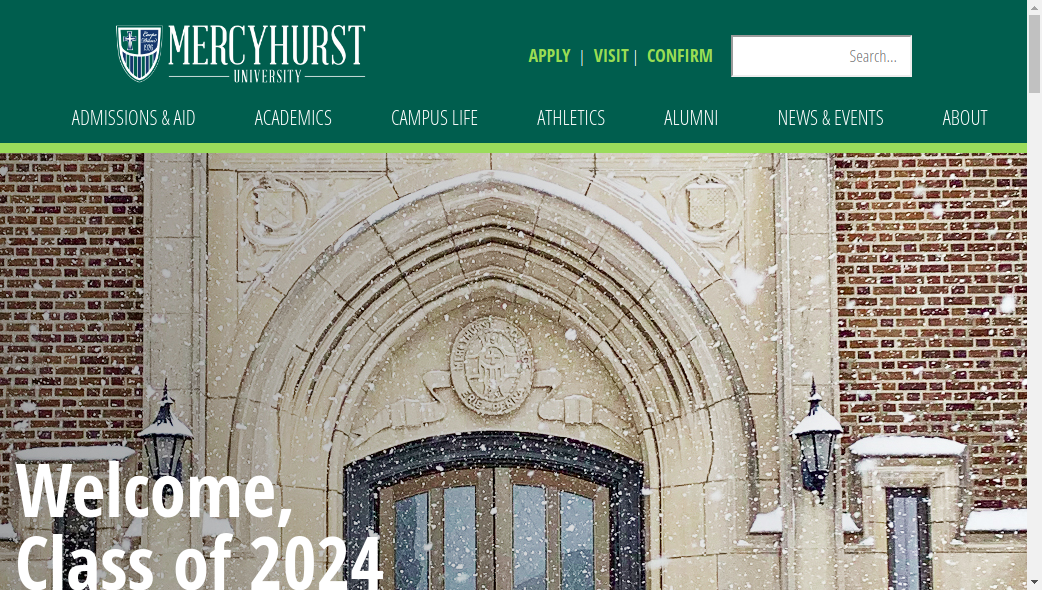 MERCYHURST
UNIVERSITY
APPLY | VISIT | CONFIRM
Search...
ADMISSIONS & AID ACADEMICS CAMPUS LIFE ATHLETICS ALUMNI NEWS & EVENTS ABOUT
Welcome,
Class of 2024